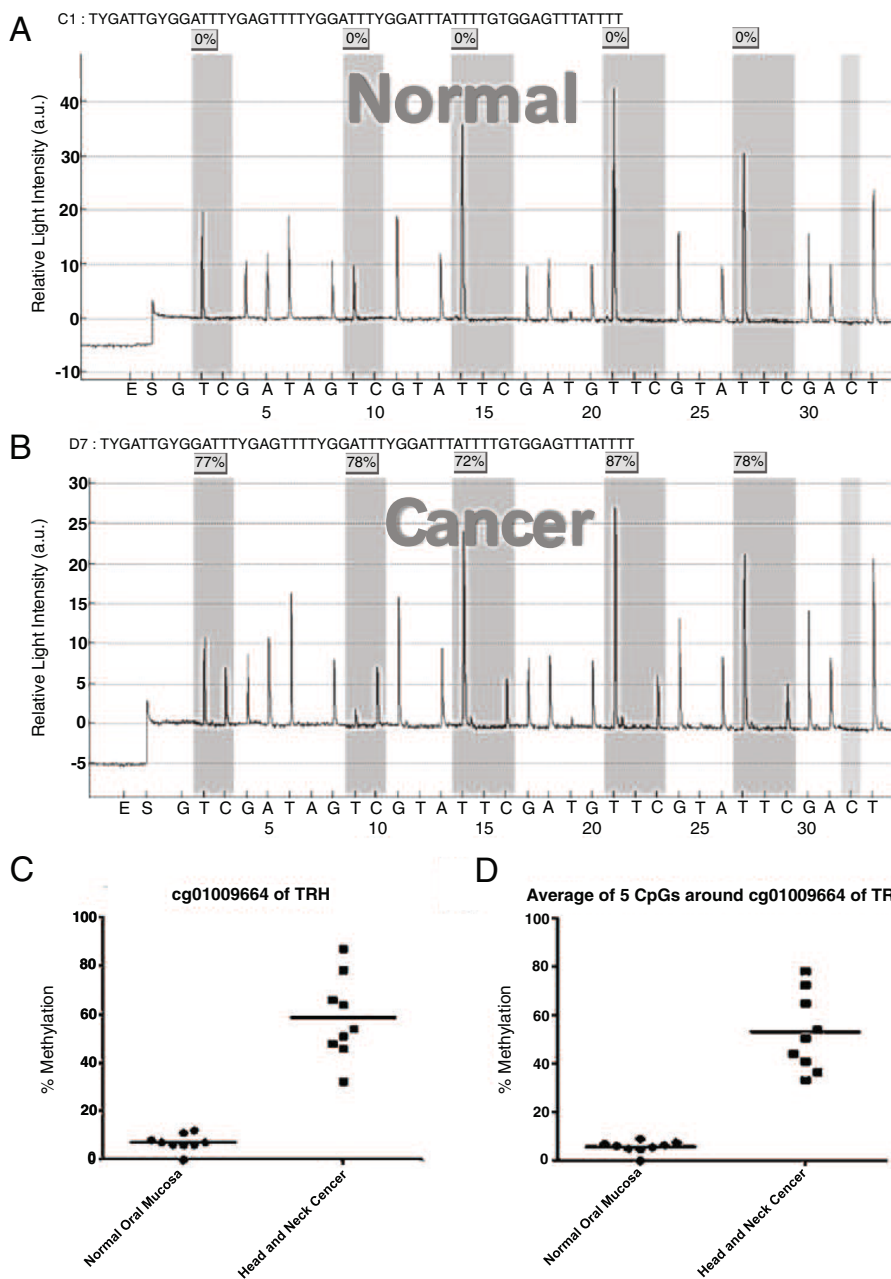 A
C1 : TYGATTGYGGATTTYGAGTTTTYGGATTTYGGATTTATTTTGTGGAGTTTATTTT
0% 0% 0% 0% 0%
Normal
Relative Light Intensity (a.u.)
40
30
20
10
0
-10
E S G T C G A T A G T C G T A T T C G A T G T T C G T A T T C G A C T
5 10 15 20 25 30
B
D7 : TYGATTGYGGATTTYGAGTTTTYGGATTTYGGATTTATTTTGTGGAGTTTATTTT
77% 78% 72% 87% 78%
Cancer
Relative Light Intensity (a.u.)
30
25
20
15
10
5
0
-5
E S G T C G A T A G T C G T A T T C G A T G T T C G T A T T C G A C T
5 10 15 20 25 30
C
cg01009664 of TRH
% Methylation
100
80
60
40
20
0
Normal Oral Mucosa
Head and Neck Cencer
D
Average of 5 CpGs around cg01009664 of TR
% Methylation
100
80
60
40
20
0
Normal Oral Mucosa
Head and Neck Cencer